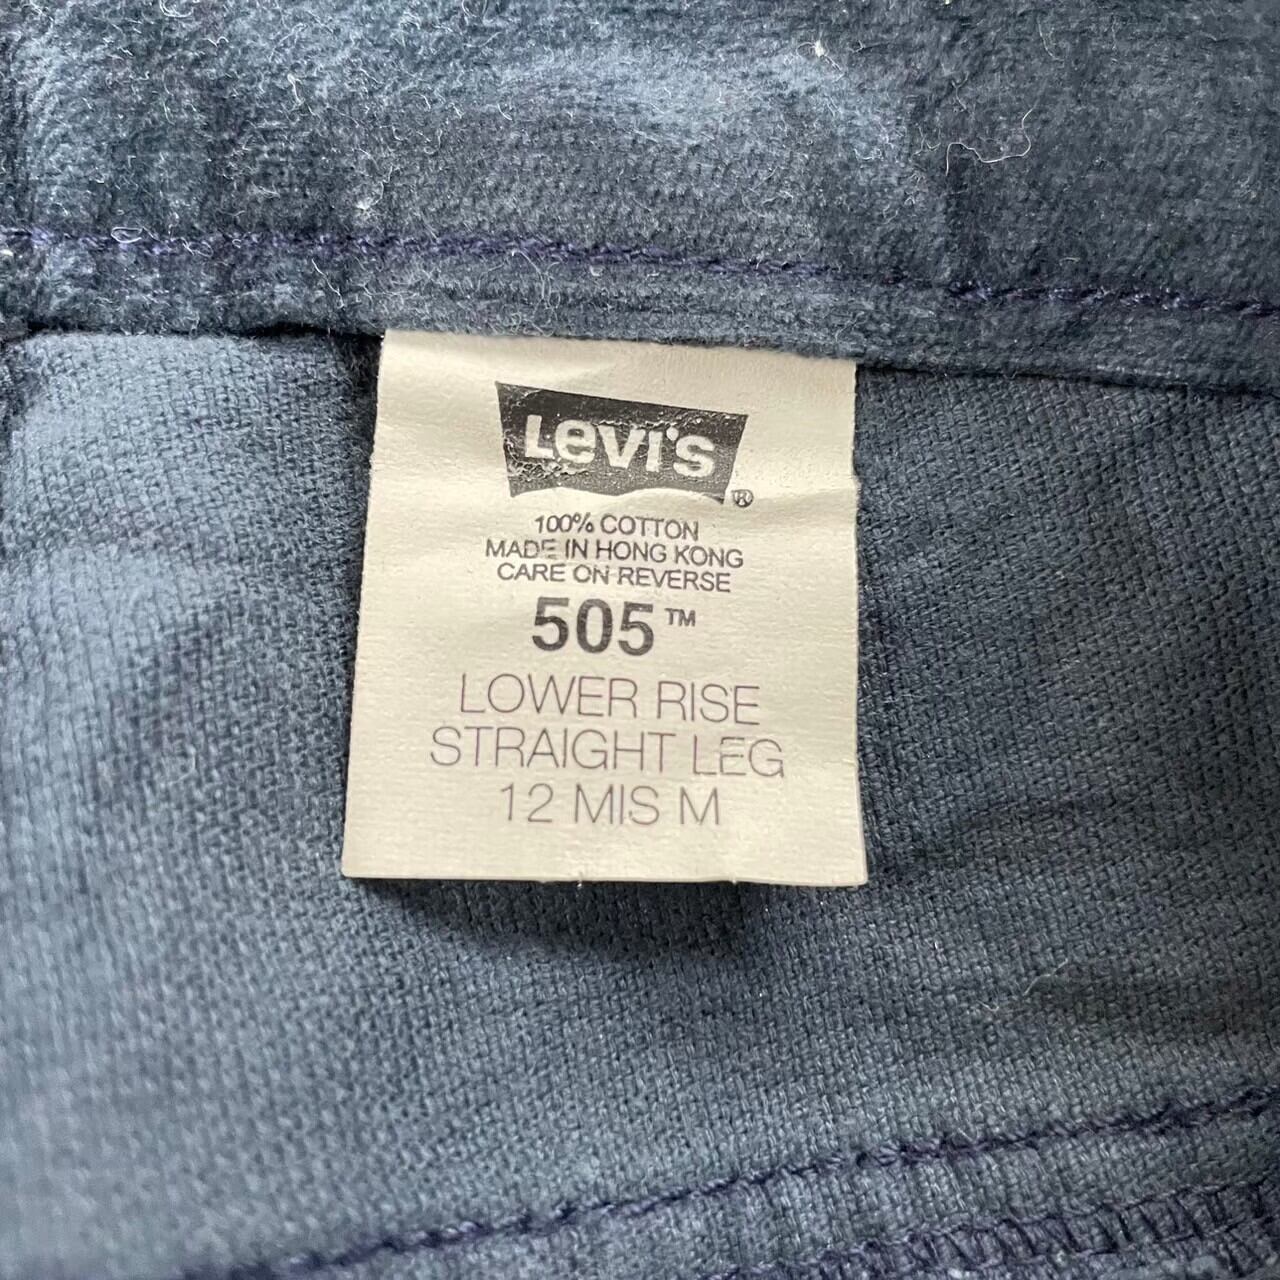 Levi's®
100% COTTON
MADE IN HONG KONG
CARE ON REVERSE
505™
LOWER RISE
STRAIGHT LEG
12 MIS M